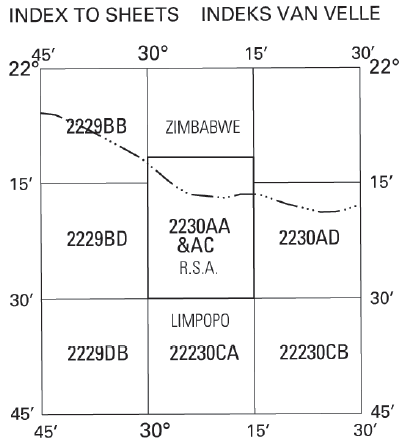 INDEX TO SHEETS INDEKS VAN VELLE
45′ 30° 15′ 30′
22° 22°
2229BB ZIMBABWE
15′ 15′
2229BD 2230AA 2230AD
&AC
R.S.A.
30′ 30′
LIMPOPO
2229DB 22230CA 22230CB
45′ 45′
45′ 30° 15′ 30′